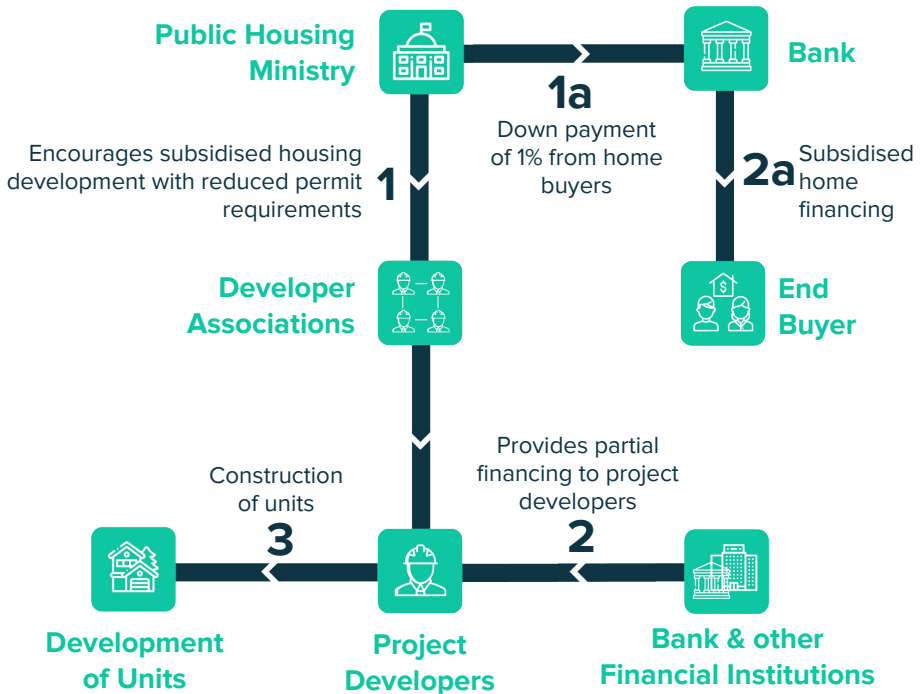 Public Housing
Ministry
Bank
1a
Down payment
of 1% from home
buyers
Encourages subsidised housing
development with reduced permit
requirements
1
2a
Subsidised
home
financing
Developer
Associations
$
End
Buyer
Construction
of units
3
Provides partial
financing to project
developers
2
Development
of Units
Project
Developers
Bank & other
Financial Institutions